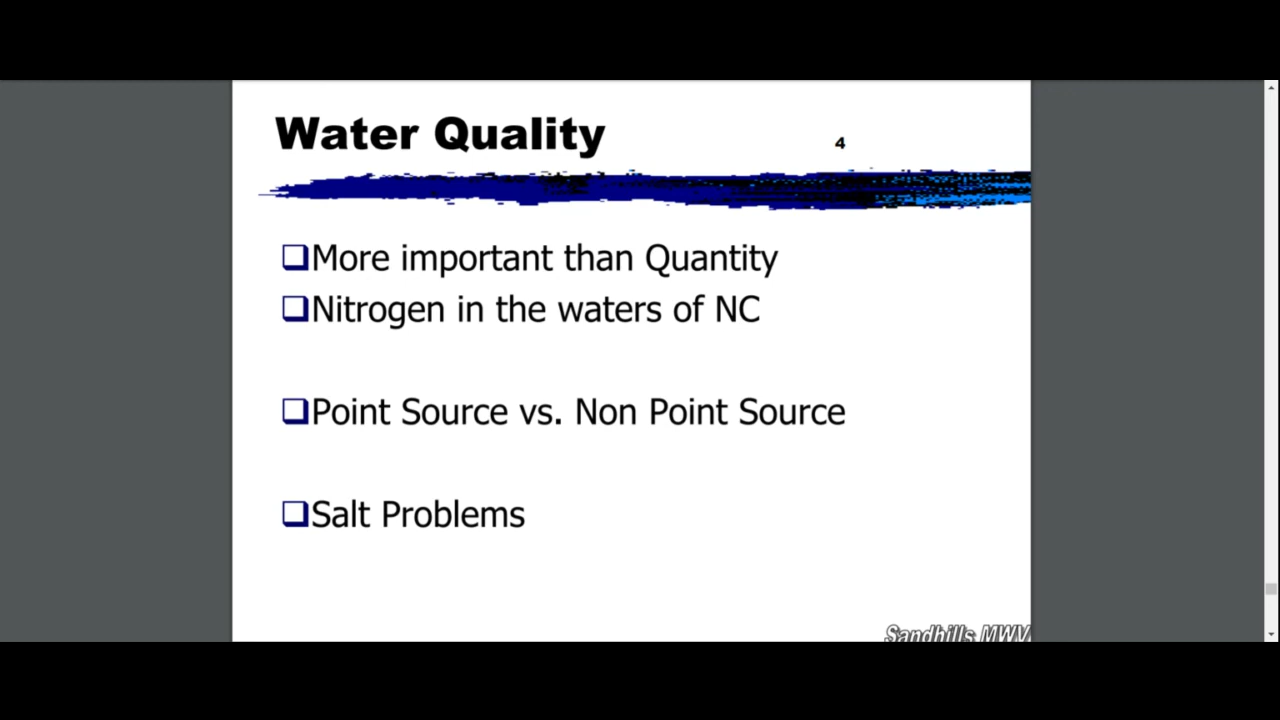 Water Quality
4
More important than Quantity
Nitrogen in the waters of NC
Point Source vs. Non Point Source
Salt Problems
Sandhills MWV